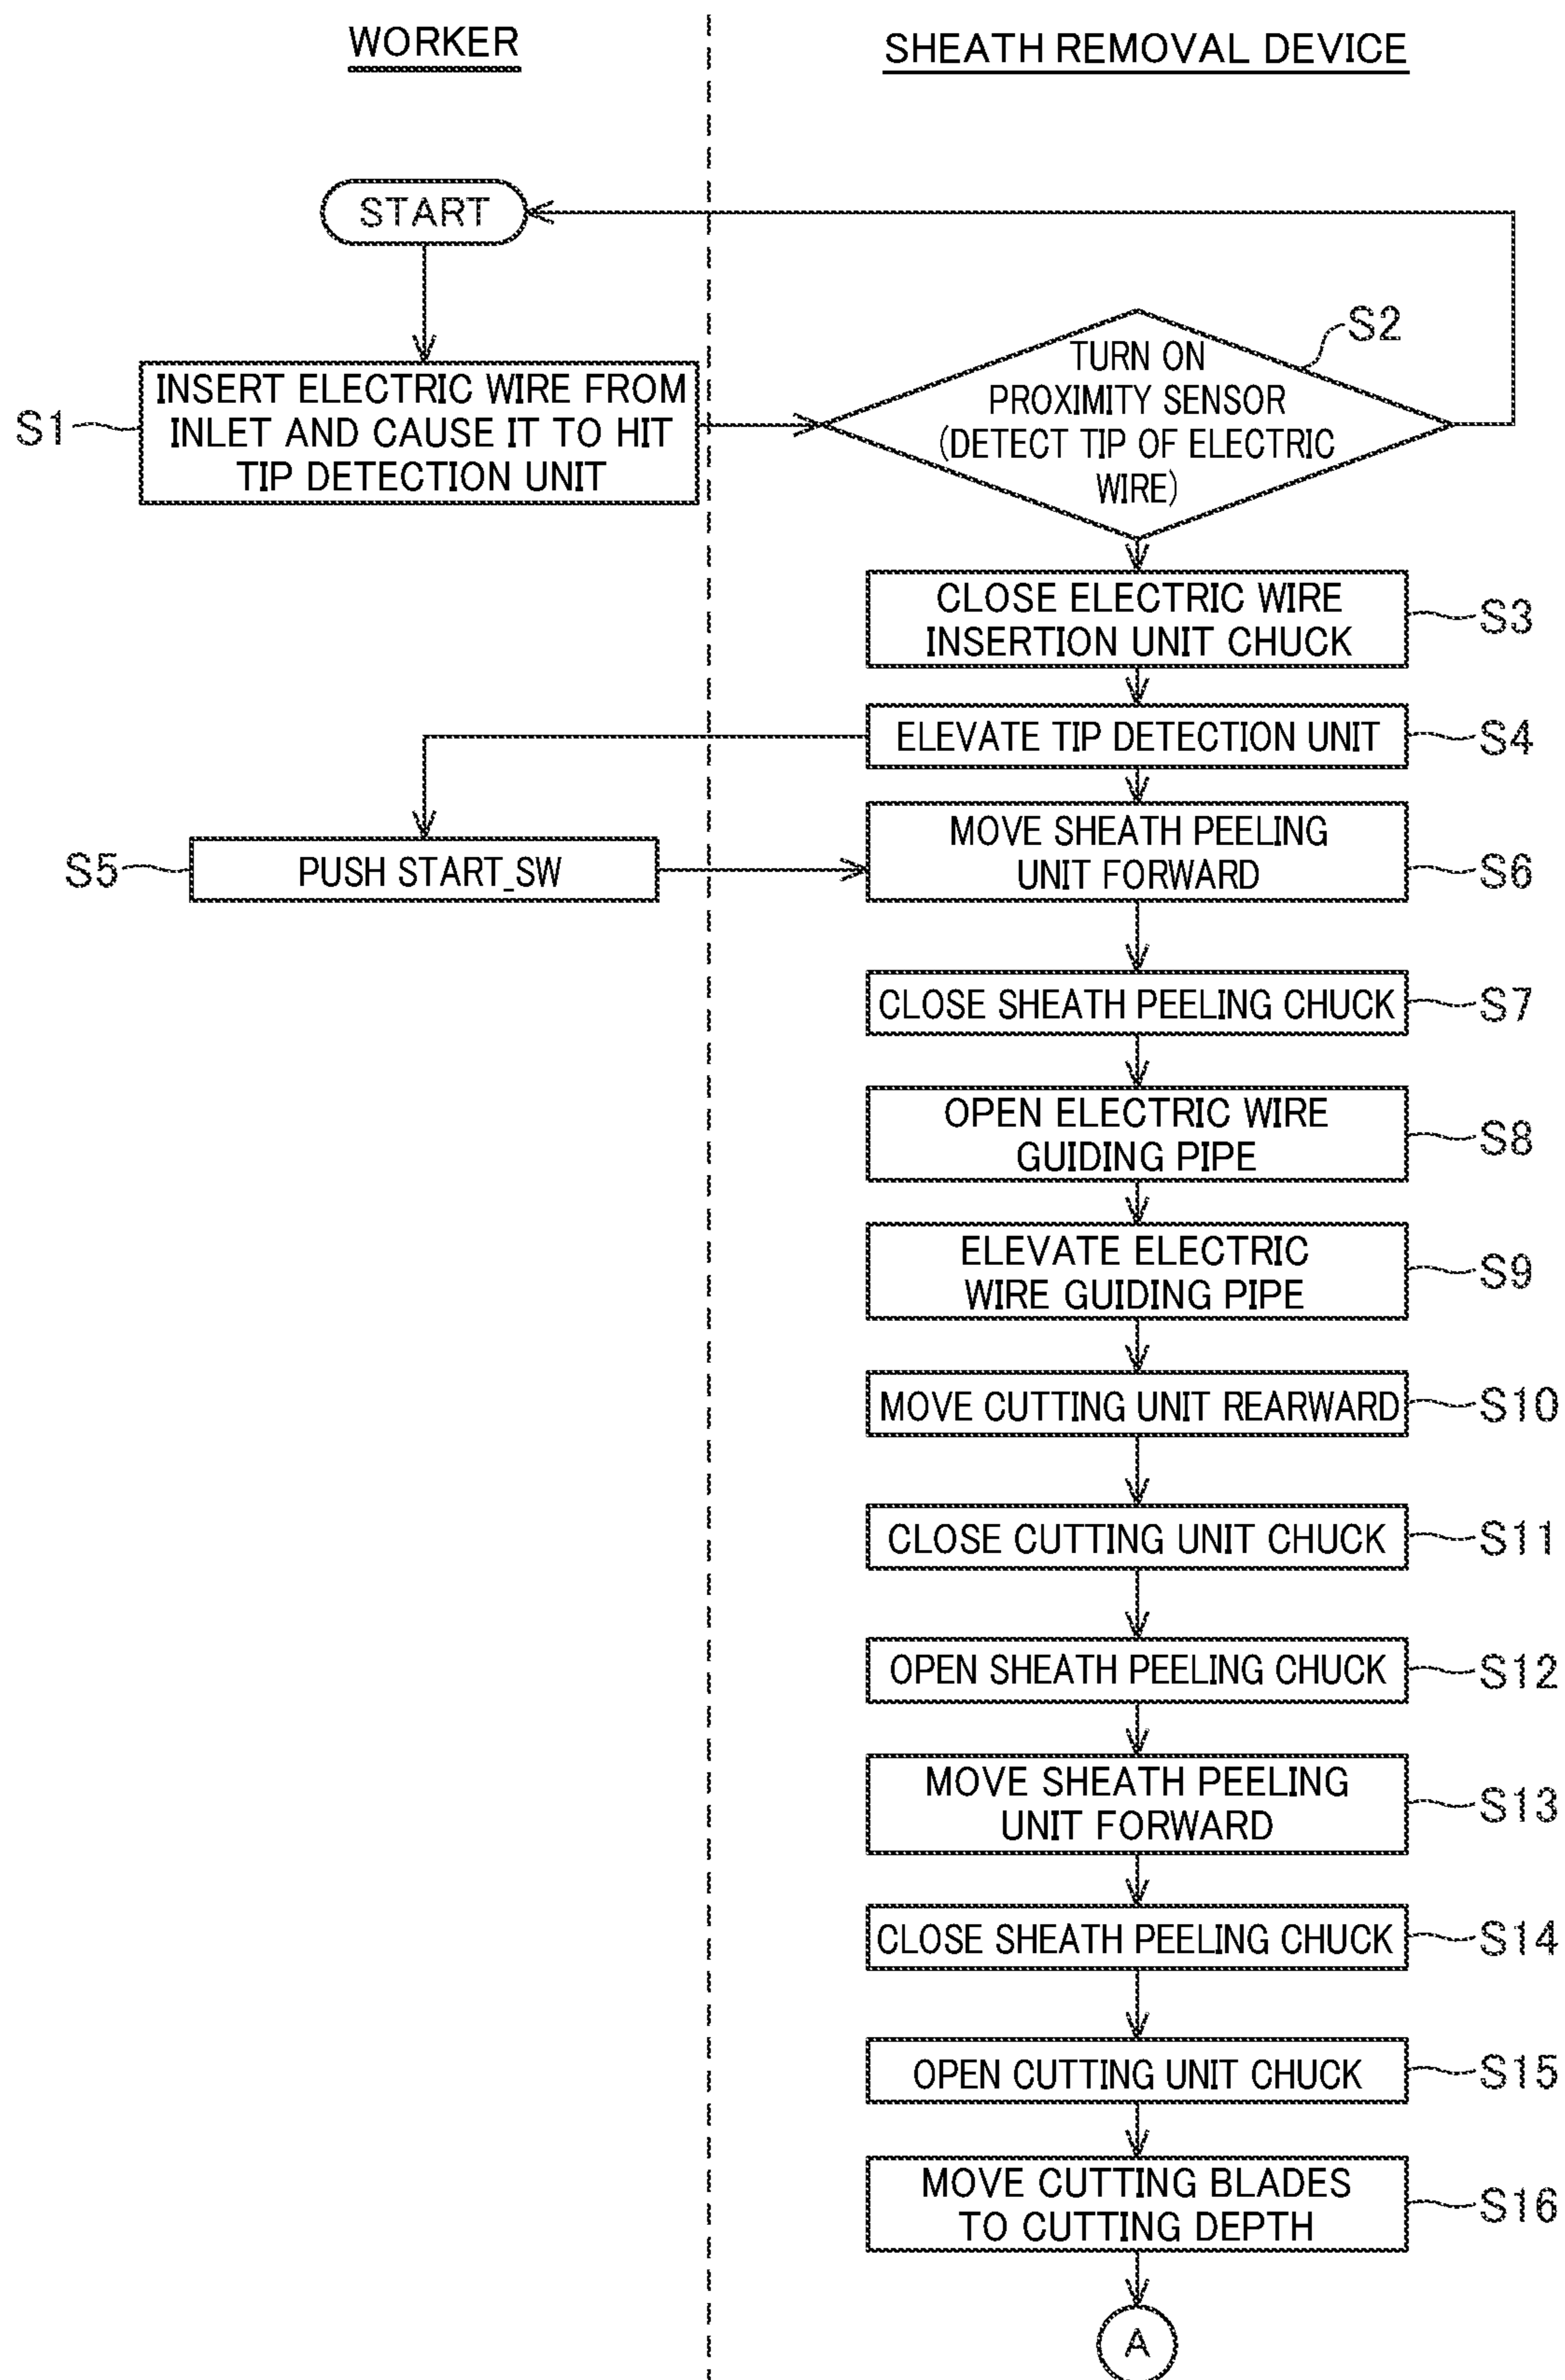 WORKER
SHEATH REMOVAL DEVICE
START
S1
INSERT ELECTRIC WIRE FROM
INLET AND CAUSE IT TO HIT
TIP DETECTION UNIT
S2
TURN ON
PROXIMITY SENSOR
(DETECT TIP OF ELECTRIC
WIRE)
CLOSE ELECTRIC WIRE
INSERTION UNIT CHUCK
S3
ELEVATE TIP DETECTION UNIT
S4
S5
PUSH START_SW
MOVE SHEATH PEELING
UNIT FORWARD
S6
CLOSE SHEATH PEELING CHUCK
S7
OPEN ELECTRIC WIRE
GUIDING PIPE
S8
ELEVATE ELECTRIC
WIRE GUIDING PIPE
S9
MOVE CUTTING UNIT REARWARD
S10
CLOSE CUTTING UNIT CHUCK
S11
OPEN SHEATH PEELING CHUCK
S12
MOVE SHEATH PEELING
UNIT FORWARD
S13
CLOSE SHEATH PEELING CHUCK
S14
OPEN CUTTING UNIT CHUCK
S15
MOVE CUTTING BLADES
TO CUTTING DEPTH
S16
A